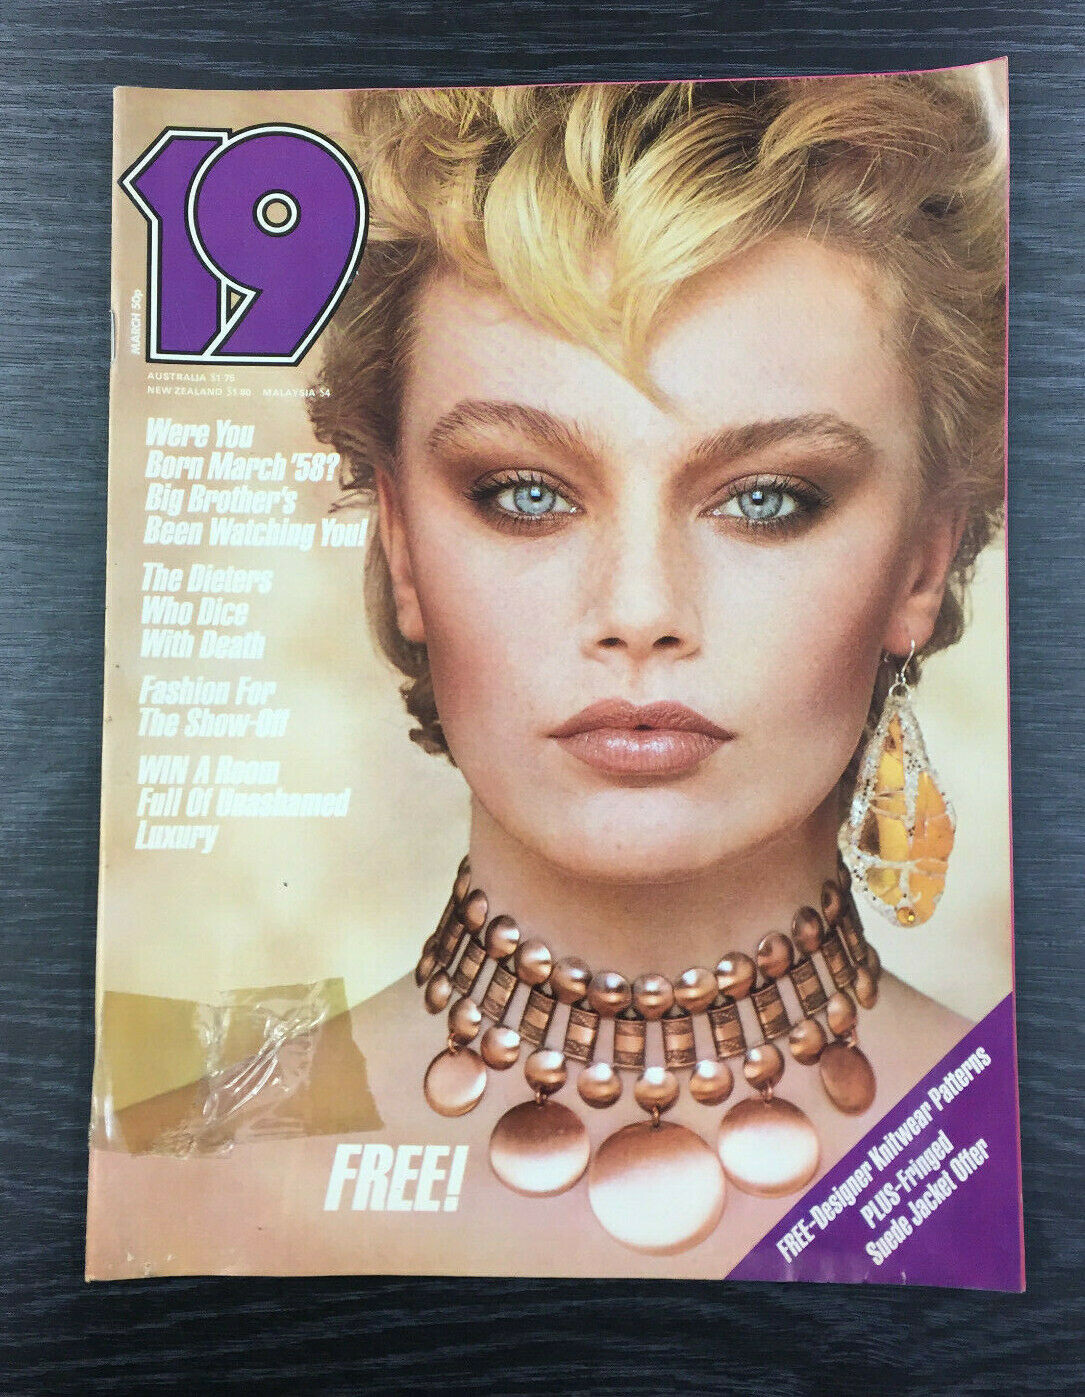 19
MARCH 50p
AUSTRALIA $1·75
NEW ZEALAND $1·80 MALAYSIA $4
Were You
Born March '58?
Big Brother's
Been Watching You!
The Dieters
Who Dice
With Death
Fashion For
The Show-Off
WIN A Room
Full Of Unashamed
Luxury
FREE!
FREE-Designer Knitwear Patterns
PLUS-Fringed
Suede Jacket Offer